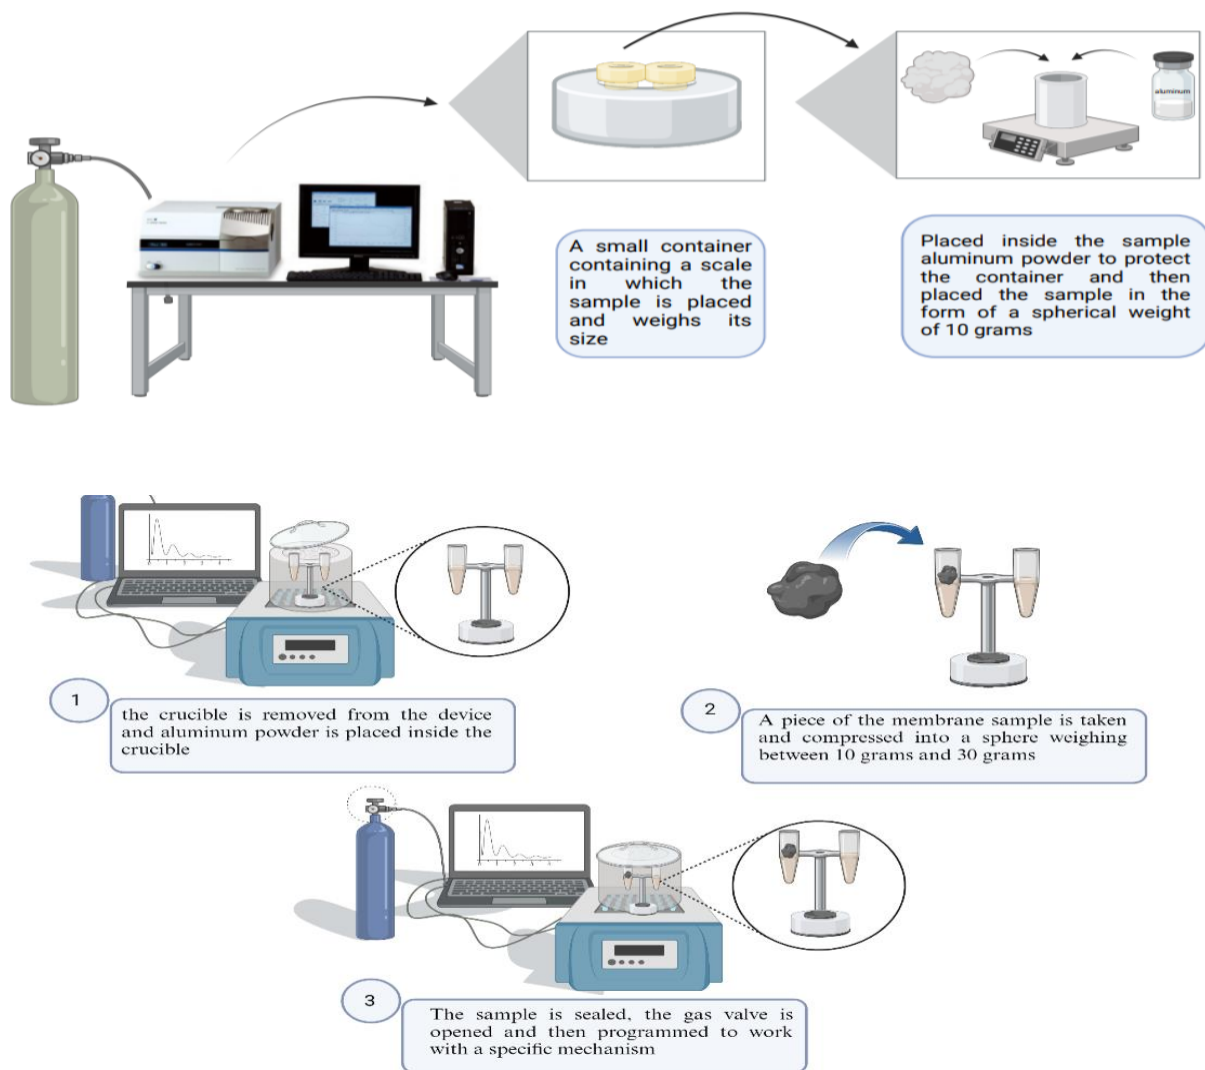 aluminum
A small container
containing a scale
in which the
sample is placed
and weighs its
size
Placed inside the sample
aluminum powder to protect
the container and then
placed the sample in the
form of a spherical weight
of 10 grams
1
the crucible is removed from the device
and aluminum powder is placed inside the
crucible
2
A piece of the membrane sample is taken
and compressed into a sphere weighing
between 10 grams and 30 grams
3
The sample is sealed, the gas valve is
opened and then programmed to work
with a specific mechanism